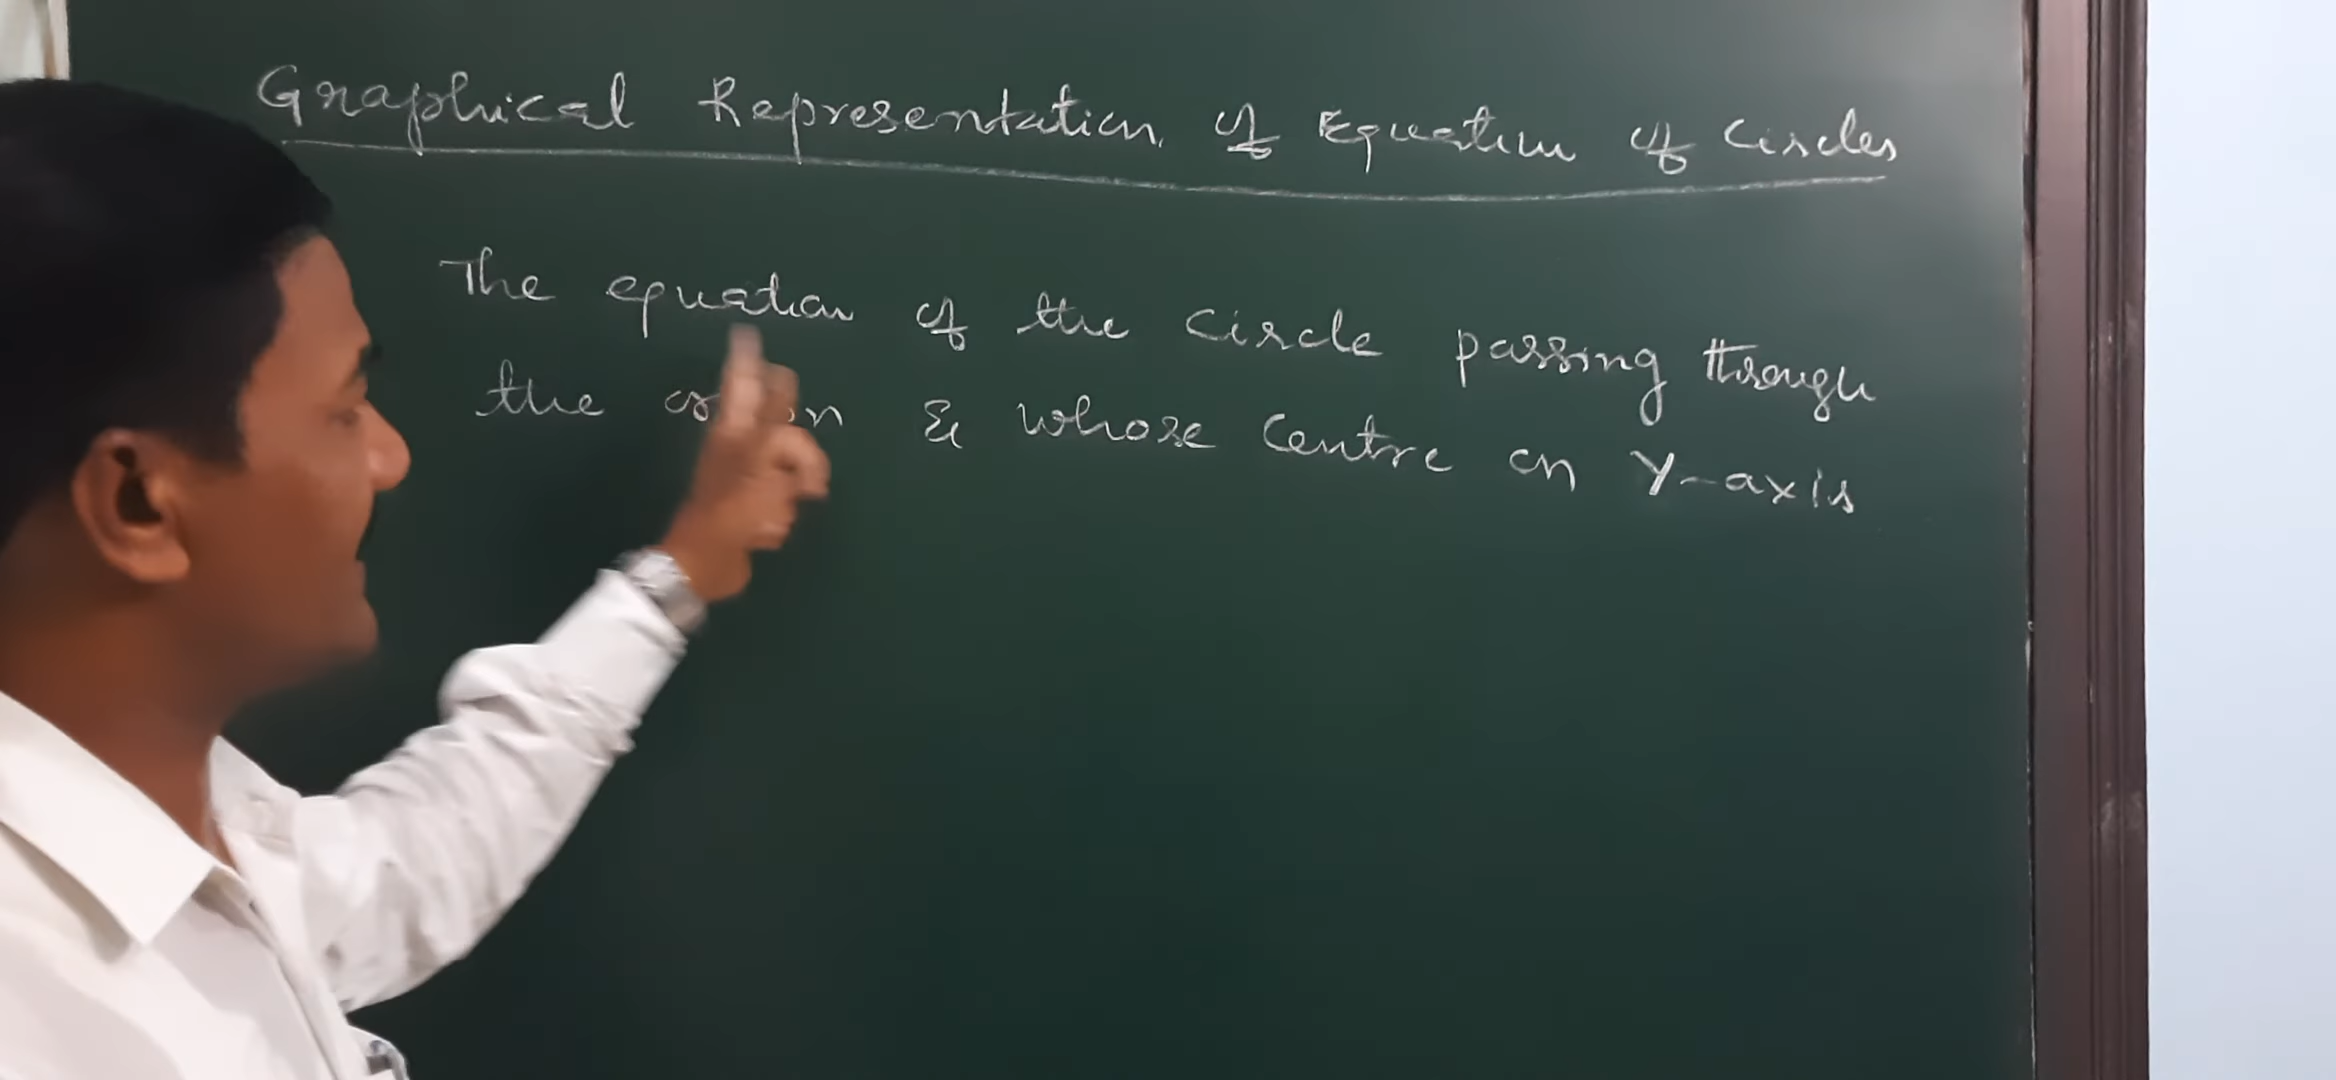 Graphical Representation of Equation of Circles
The equation of the Circle passing through
the & whose Centre on Y-axis